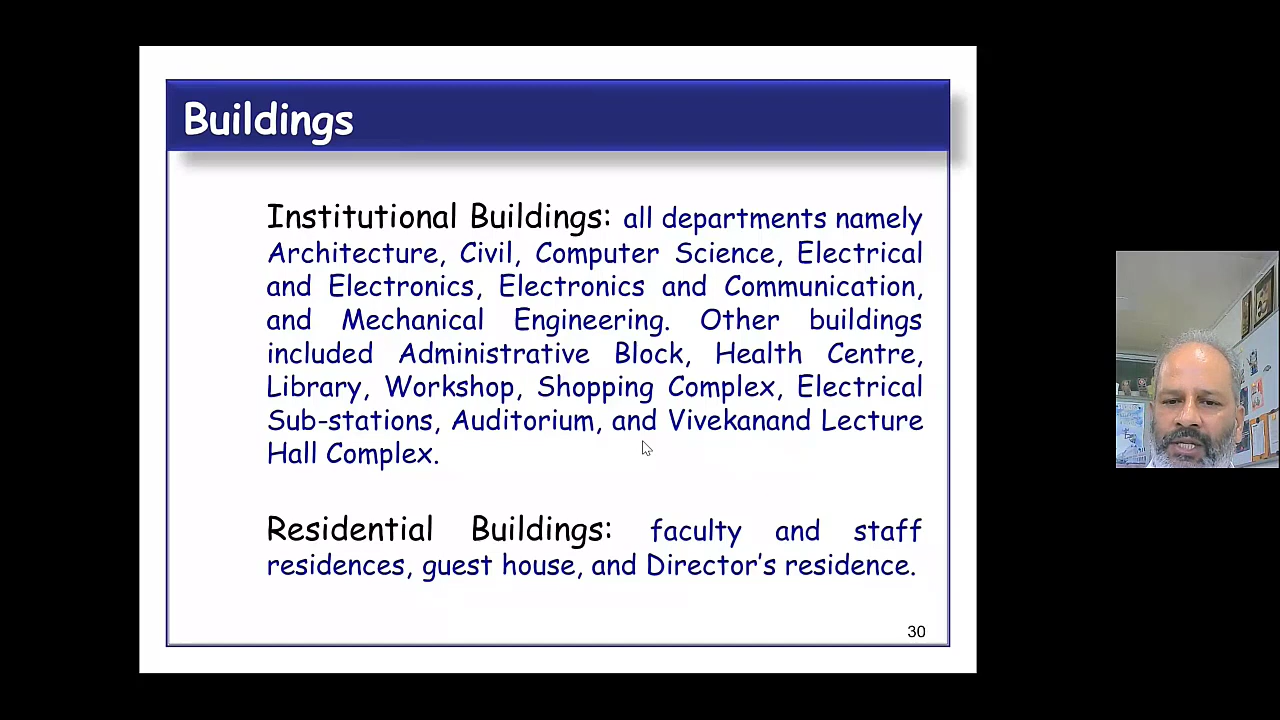 Buildings
Institutional Buildings: all departments namely
Architecture, Civil, Computer Science, Electrical
and Electronics, Electronics and Communication,
and Mechanical Engineering. Other buildings
included Administrative Block, Health Centre,
Library, Workshop, Shopping Complex, Electrical
Sub-stations, Auditorium, and Vivekanand Lecture
Hall Complex.
Residential Buildings: faculty and staff
residences, guest house, and Director's residence.
30